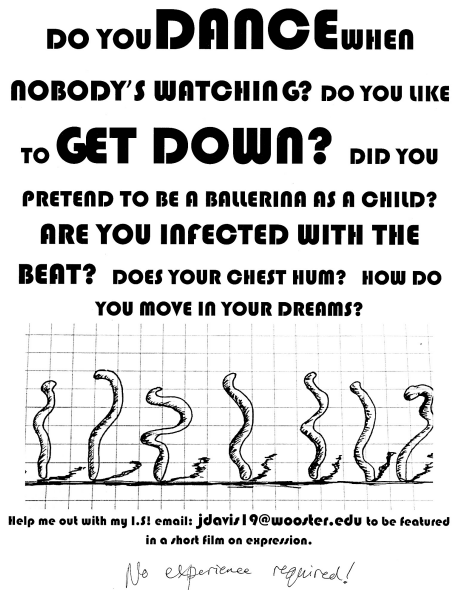 DO YOU DANCE WHEN
NOBODY'S WATCHING? DO YOU LIKE
TO GET DOWN? DID YOU
PRETEND TO BE A BALLERINA AS A CHILD?
ARE YOU INFECTED WITH THE
BEAT? DOES YOUR CHEST HUM? HOW DO
YOU MOVE IN YOUR DREAMS?
Help me out with my I.S! email: jdavis19@wooster.edu to be featured
in a short film on expression.
No experience required!